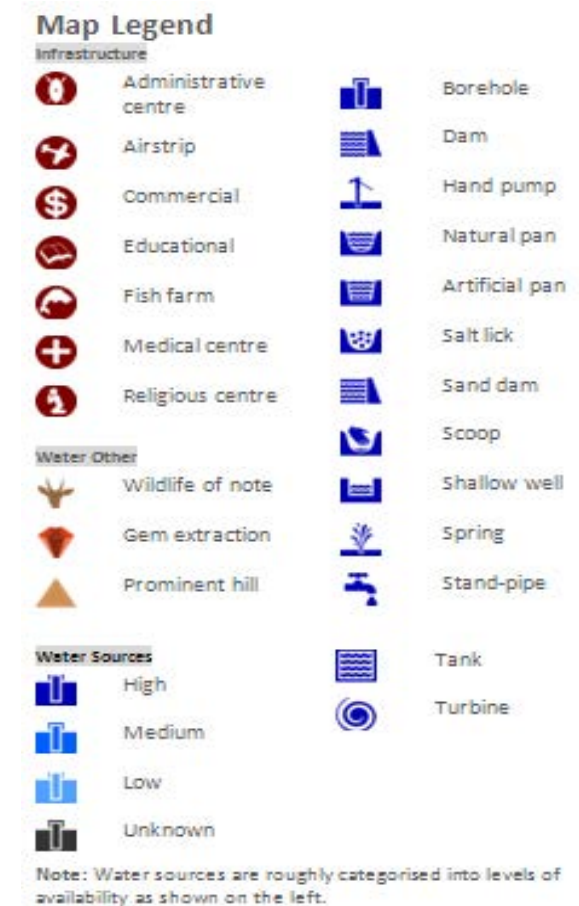 Map Legend
Infrastructure
Administrative
centre
Airstrip
Commercial
Educational
Fish farm
Medical centre
Religious centre
Water Other
Wildlife of note
Gem extraction
Prominent hill
Water Sources
High
Medium
Low
Unknown
Borehole
Dam
Hand pump
Natural pan
Artificial pan
Salt lick
Sand dam
Scoop
Shallow well
Spring
Stand-pipe
Tank
Turbine
Note: Water sources are roughly categorised into levels of
availability as shown on the left.